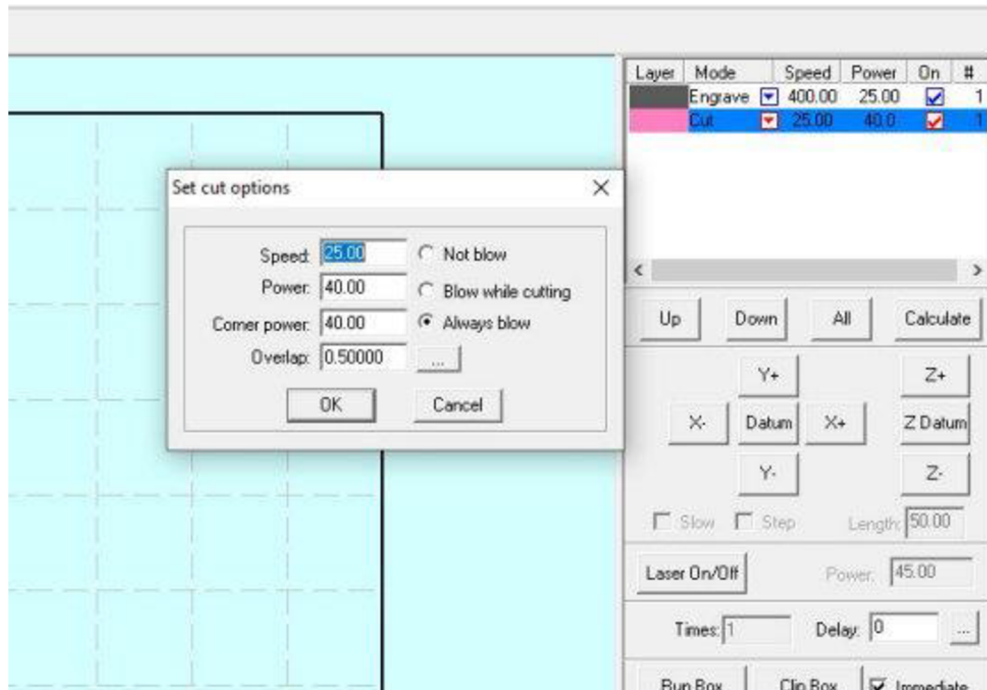 Layer Mode Speed Power On #
Engrave 400.00 25.00 1
Cut 25.00 40.0 1
Set cut options
Speed: 25.00 Not blow
Power: 40.00 Blow while cutting
Corner power: 40.00 Always blow
Overlap: 0.50000 ...
OK Cancel
Up Down All Calculate
Y+ Z+
X- Datum X+ Z Datum
Y- Z-
Slow Step Length: 50.00
Laser On/Off Power: 45.00
Times: 1 Delay: 0 ...
Run Box Clip Box Immediate